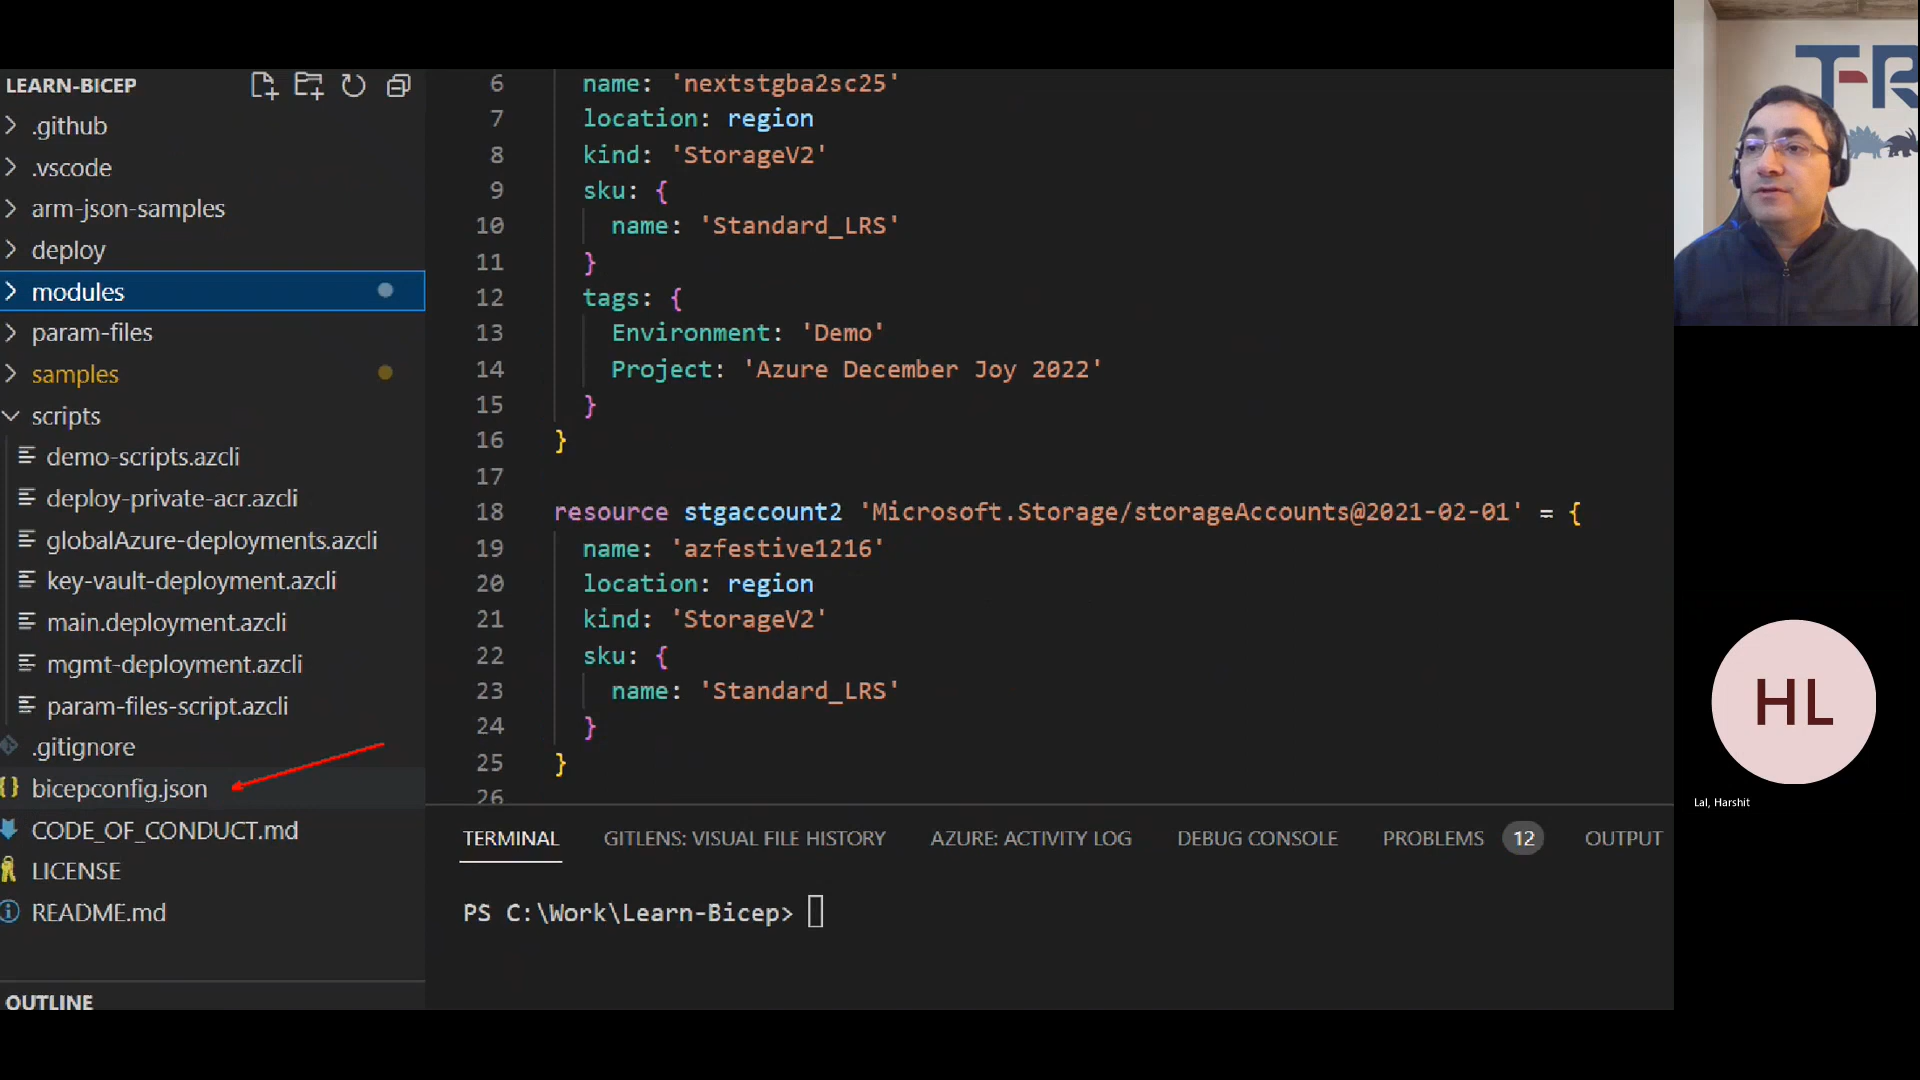 LEARN-BICEP
.github
.vscode
arm-json-samples
deploy
modules
param-files
samples
scripts
demo-scripts.azcli
deploy-private-acr.azcli
globalAzure-deployments.azcli
key-vault-deployment.azcli
main.deployment.azcli
mgmt-deployment.azcli
param-files-script.azcli
.gitignore
{} bicepconfig.json
CODE_OF_CONDUCT.md
LICENSE
README.md
OUTLINE
6 name: 'nextstgba2sc25'
7 location: region
8 kind: 'StorageV2'
9 sku: {
10 name: 'Standard_LRS'
11 }
12 tags: {
13 Environment: 'Demo'
14 Project: 'Azure December Joy 2022'
15 }
16 }
17
18 resource stgaccount2 'Microsoft.Storage/storageAccounts@2021-02-01' = {
19 name: 'azfestive1216'
20 location: region
21 kind: 'StorageV2'
22 sku: {
23 name: 'Standard_LRS'
24 }
25 }
26
TERMINAL GITLENS: VISUAL FILE HISTORY AZURE: ACTIVITY LOG DEBUG CONSOLE PROBLEMS 12 OUTPUT
PS C:\Work\Learn-Bicep>
T-R
HL
Lal, Harshit